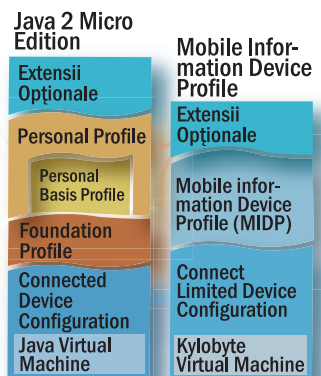 Java 2 Micro
Edition
Extensii
Opționale
Personal Profile
Personal
Basis Profile
Foundation
Profile
Connected
Device
Configuration
Java Virtual
Machine
Mobile Infor-
mation Device
Profile
Extensii
Opționale
Mobile infor-
mation Device
Profile (MIDP)
Connect
Limited Device
Configuration
Kylobyte
Virtual Machine